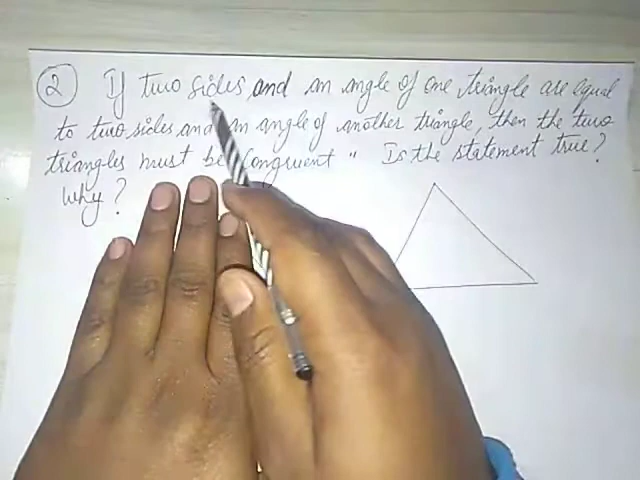 ② If two sides and an angle of one triangle are equal
to two sides and an angle of another triangle, then the two
triangles must be congruent " Is the statement true?
Why?